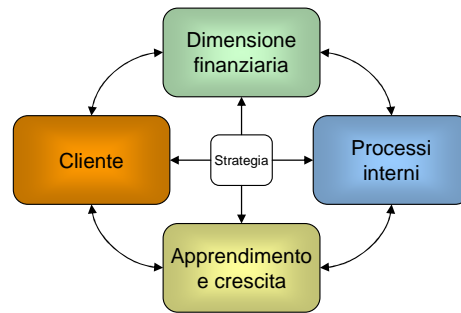 Dimensione
finanziaria
Cliente
Strategia
Processi
interni
Apprendimento
e crescita